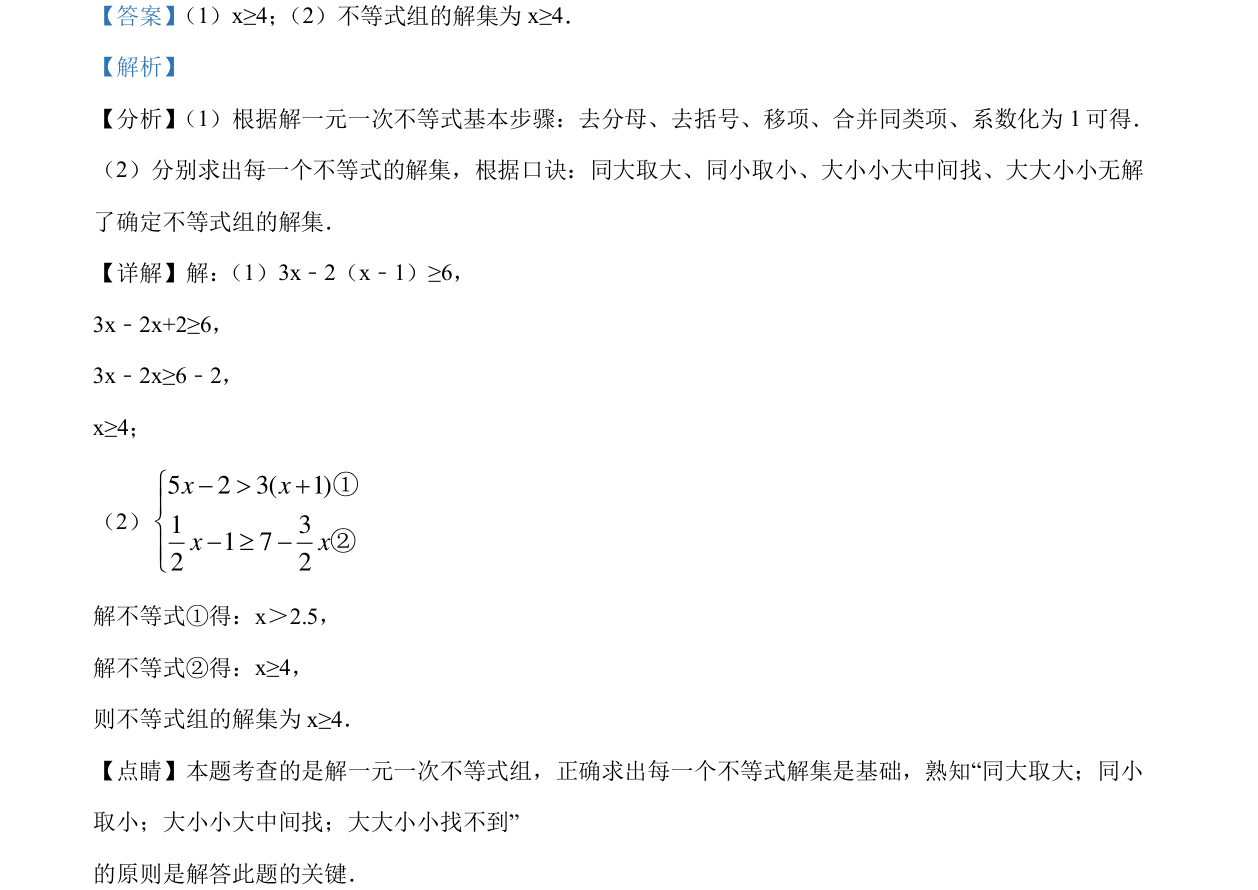 【答案】（1）x≥4；（2）不等式组的解集为 x≥4．
【解析】
【分析】（1）根据解一元一次不等式基本步骤：去分母、去括号、移项、合并同类项、系数化为 1 可得．
（2）分别求出每一个不等式的解集，根据口诀：同大取大、同小取小、大小小大中间找、大大小小无解
了确定不等式组的解集．
【详解】解：（1）3x﹣2（x﹣1）≥6，
3x﹣2x+2≥6，
3x﹣2x≥6﹣2，
x≥4；
（2）{5x－2＞3(x＋1)①
1/2 x－1≥7－3/2 x②
解不等式①得：x＞2.5，
解不等式②得：x≥4，
则不等式组的解集为 x≥4．
【点睛】本题考查的是解一元一次不等式组，正确求出每一个不等式解集是基础，熟知“同大取大；同小
取小；大小小大中间找；大大小小找不到”
的原则是解答此题的关键．